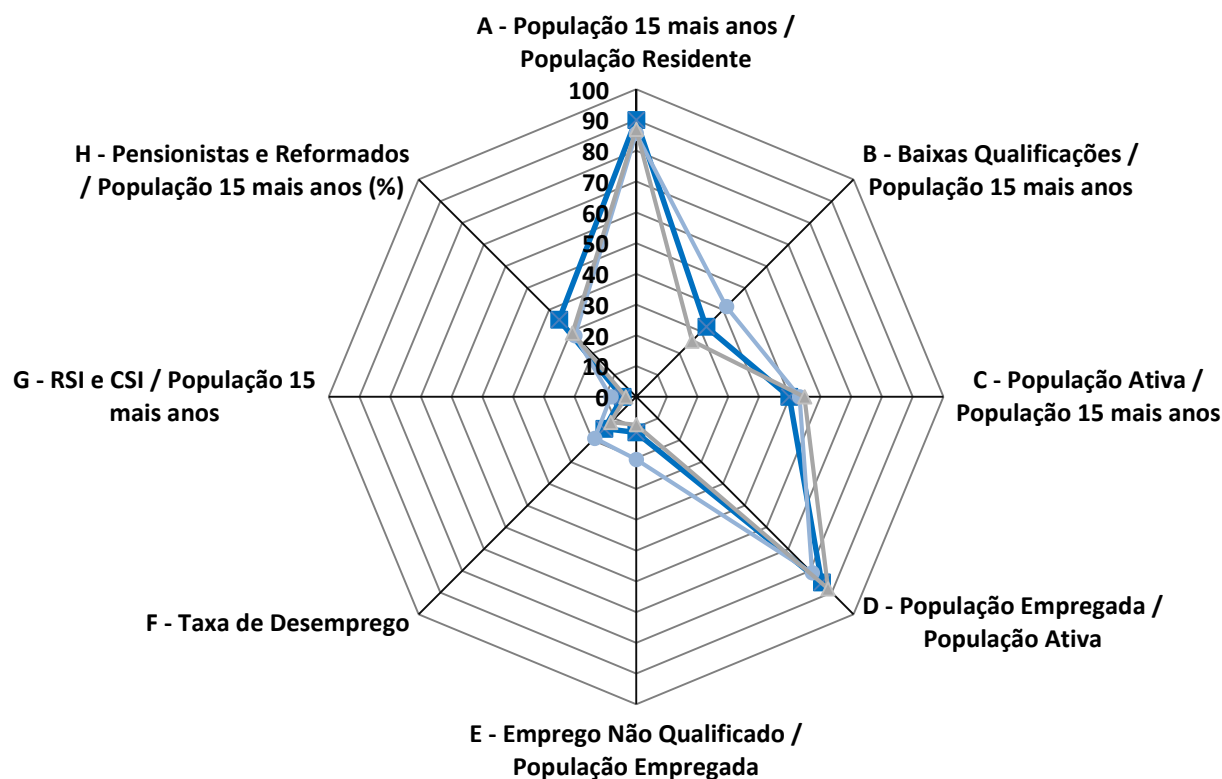 A - População 15 mais anos /
População Residente
100
90
80
70
60
50
40
30
20
10
0
B - Baixas Qualificações /
População 15 mais anos
C - População Ativa /
População 15 mais anos
D - População Empregada /
População Ativa
E - Emprego Não Qualificado /
População Empregada
F - Taxa de Desemprego
G - RSI e CSI / População 15
mais anos
H - Pensionistas e Reformados
/ População 15 mais anos (%)